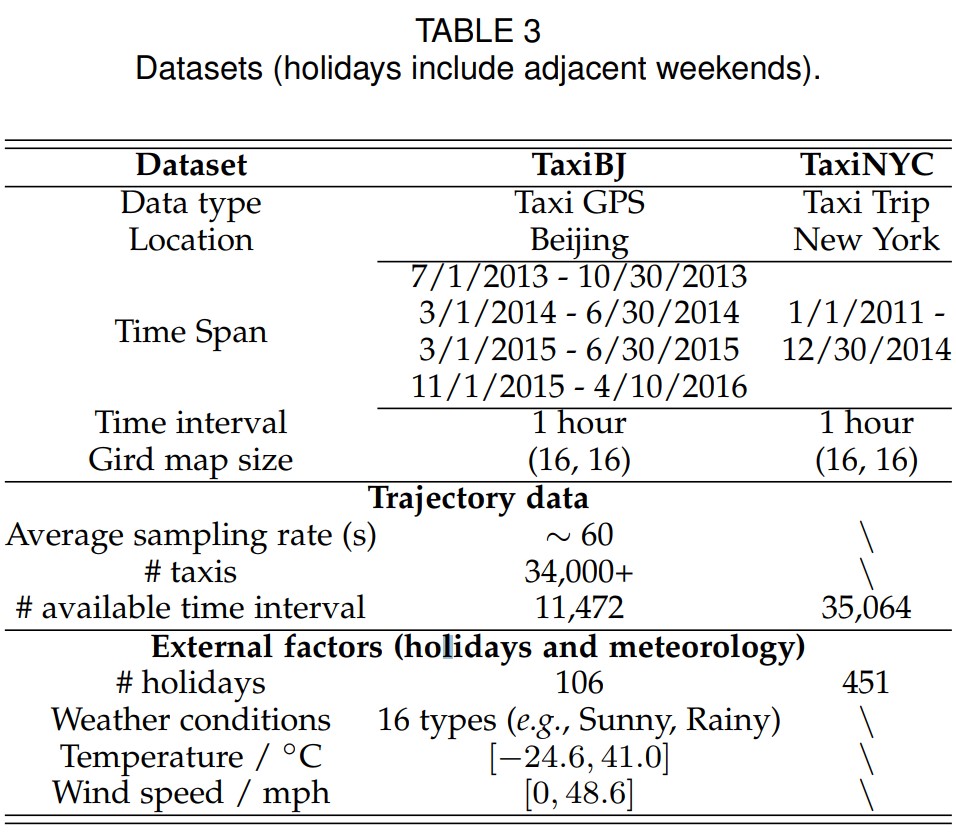 TABLE 3
Datasets (holidays include adjacent weekends).
Dataset TaxiBJ TaxiNYC
Data type Taxi GPS Taxi Trip
Location Beijing New York
Time Span
7/1/2013 - 10/30/2013
3/1/2014 - 6/30/2014
3/1/2015 - 6/30/2015
11/1/2015 - 4/10/2016
1/1/2011 -
12/30/2014
Time interval 1 hour 1 hour
Gird map size (16, 16) (16, 16)
Trajectory data
Average sampling rate (s) ∼ 60 \
# taxis 34,000+ \
# available time interval 11,472 35,064
External factors (holidays and meteorology)
# holidays 106 451
Weather conditions 16 types (e.g., Sunny, Rainy) \
Temperature / °C [−24.6, 41.0] \
Wind speed / mph [0, 48.6] \